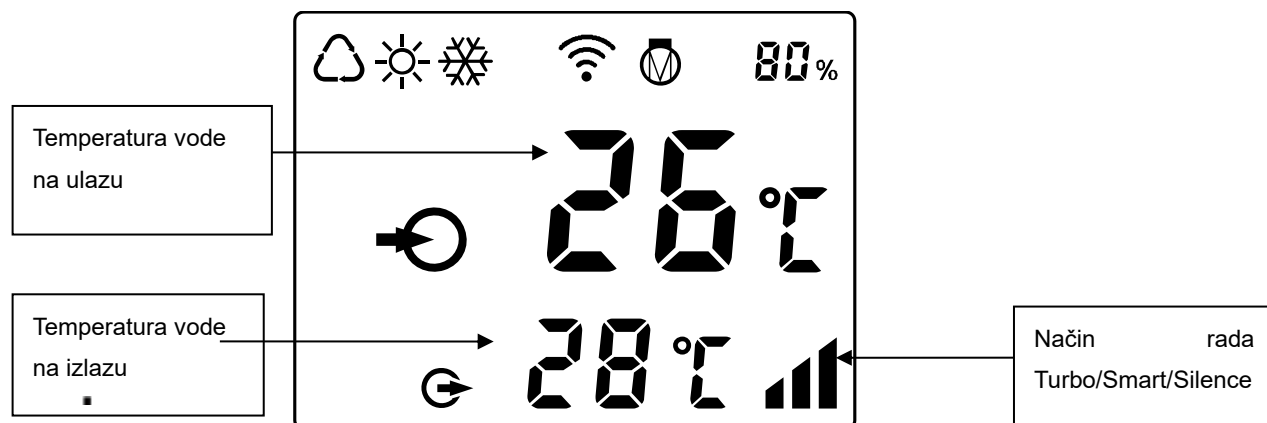 80%
Temperatura vode
na ulazu
26°C
Temperatura vode
na izlazu
28°C
Način rada
Turbo/Smart/Silence